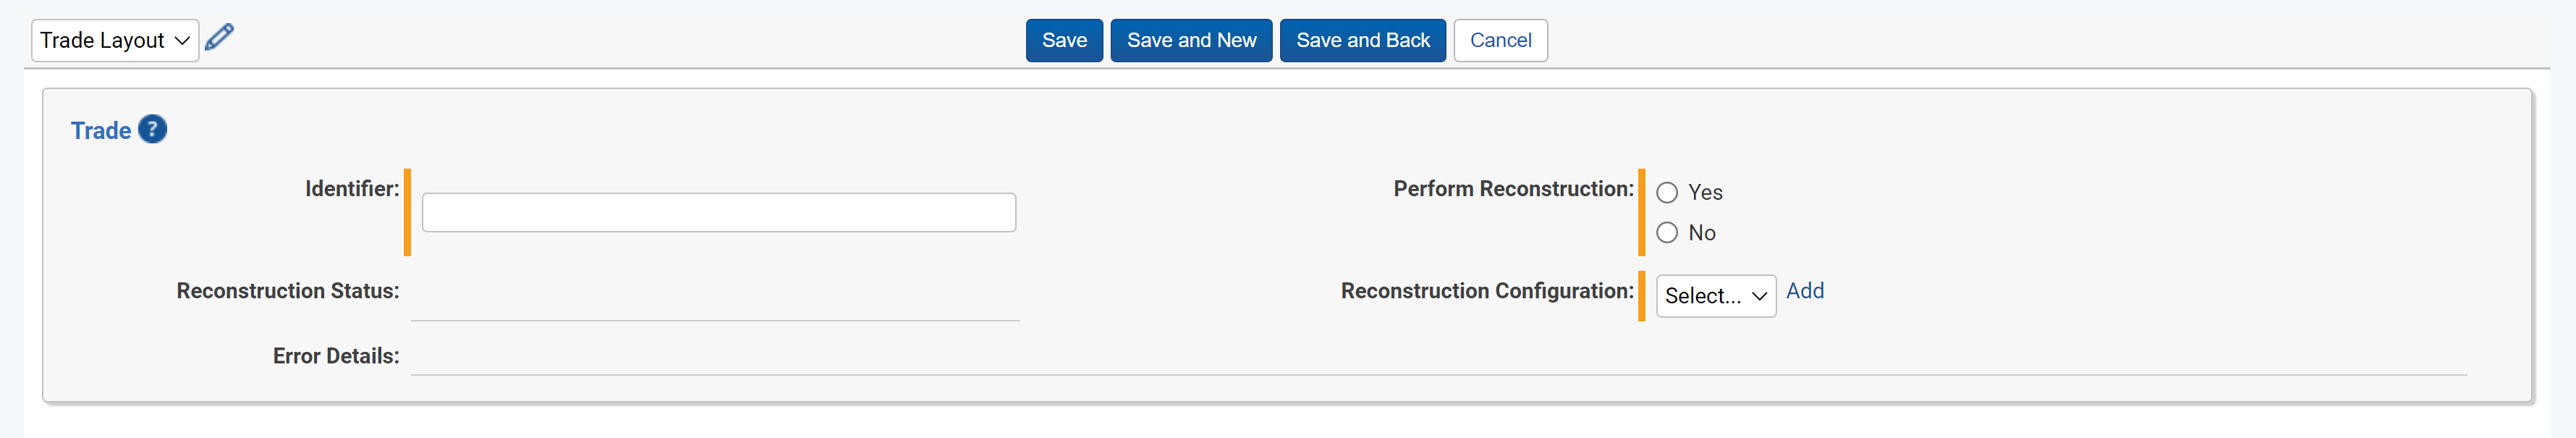 Trade Layout
Save
Save and New
Save and Back
Cancel
Trade ?
Identifier:
Perform Reconstruction:
Yes
No
Reconstruction Status:
Reconstruction Configuration:
Select...
Add
Error Details: